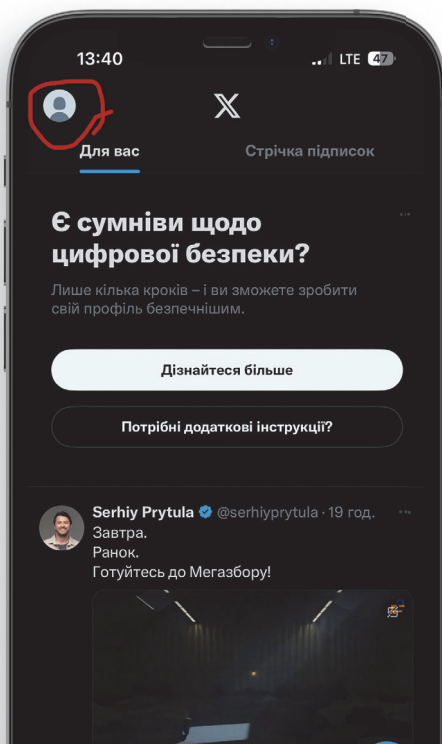 13:40
LTE 47
Для вас
Стрічка підписок
Є сумніви щодо
цифрової безпеки?
Лише кілька кроків – і ви зможете зробити
свій профіль безпечнішим.
Дізнайтеся більше
Потрібні додаткові інструкції?
Serhiy Prytula @serhiyprytula · 19 год.
Завтра.
Ранок.
Готуйтесь до Мегазбору!